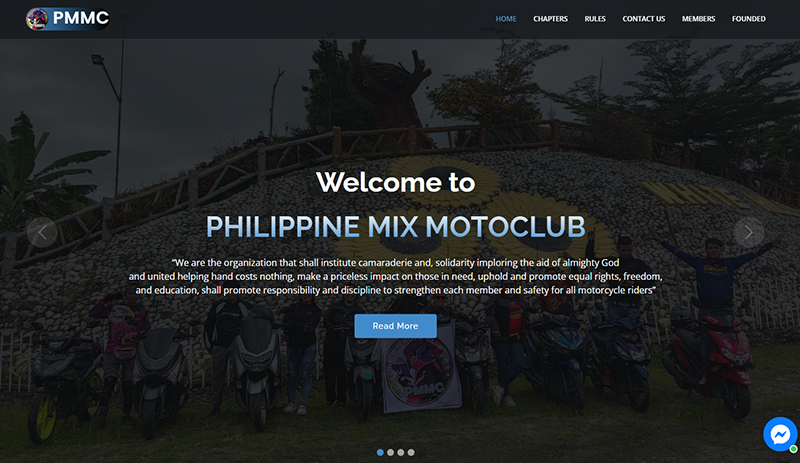 PMMC
HOME
CHAPTERS
RULES
CONTACT US
MEMBERS
FOUNDED
Welcome to
PHILIPPINE MIX MOTOCLUB
“We are the organization that shall institute camaraderie and, solidarity imploring the aid of almighty God
and united helping hand costs nothing, make a priceless impact on those in need, uphold and promote equal rights, freedom,
and education, shall promote responsibility and discipline to strengthen each member and safety for all motorcycle riders”
Read More
PMMC